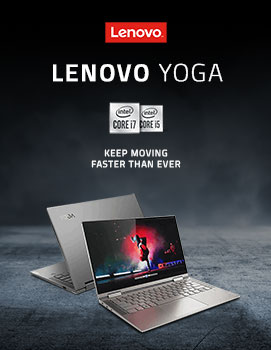 Lenovo
LENOVO YOGA
intel CORE i7 intel CORE i5
KEEP MOVING
FASTER THAN EVER